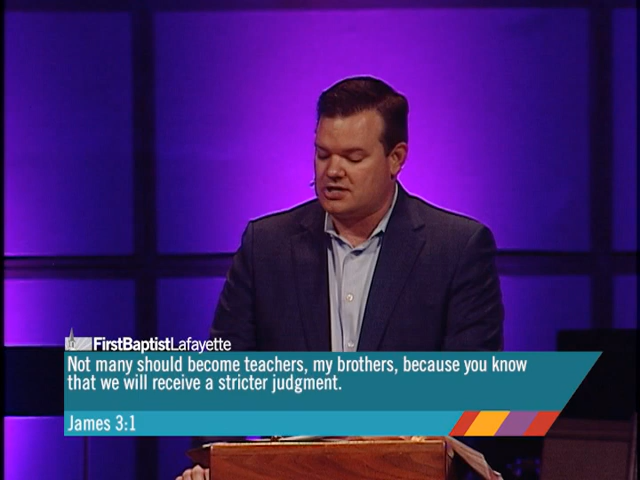 FirstBaptistLafayette
Not many should become teachers, my brothers, because you know
that we will receive a stricter judgment.
James 3:1